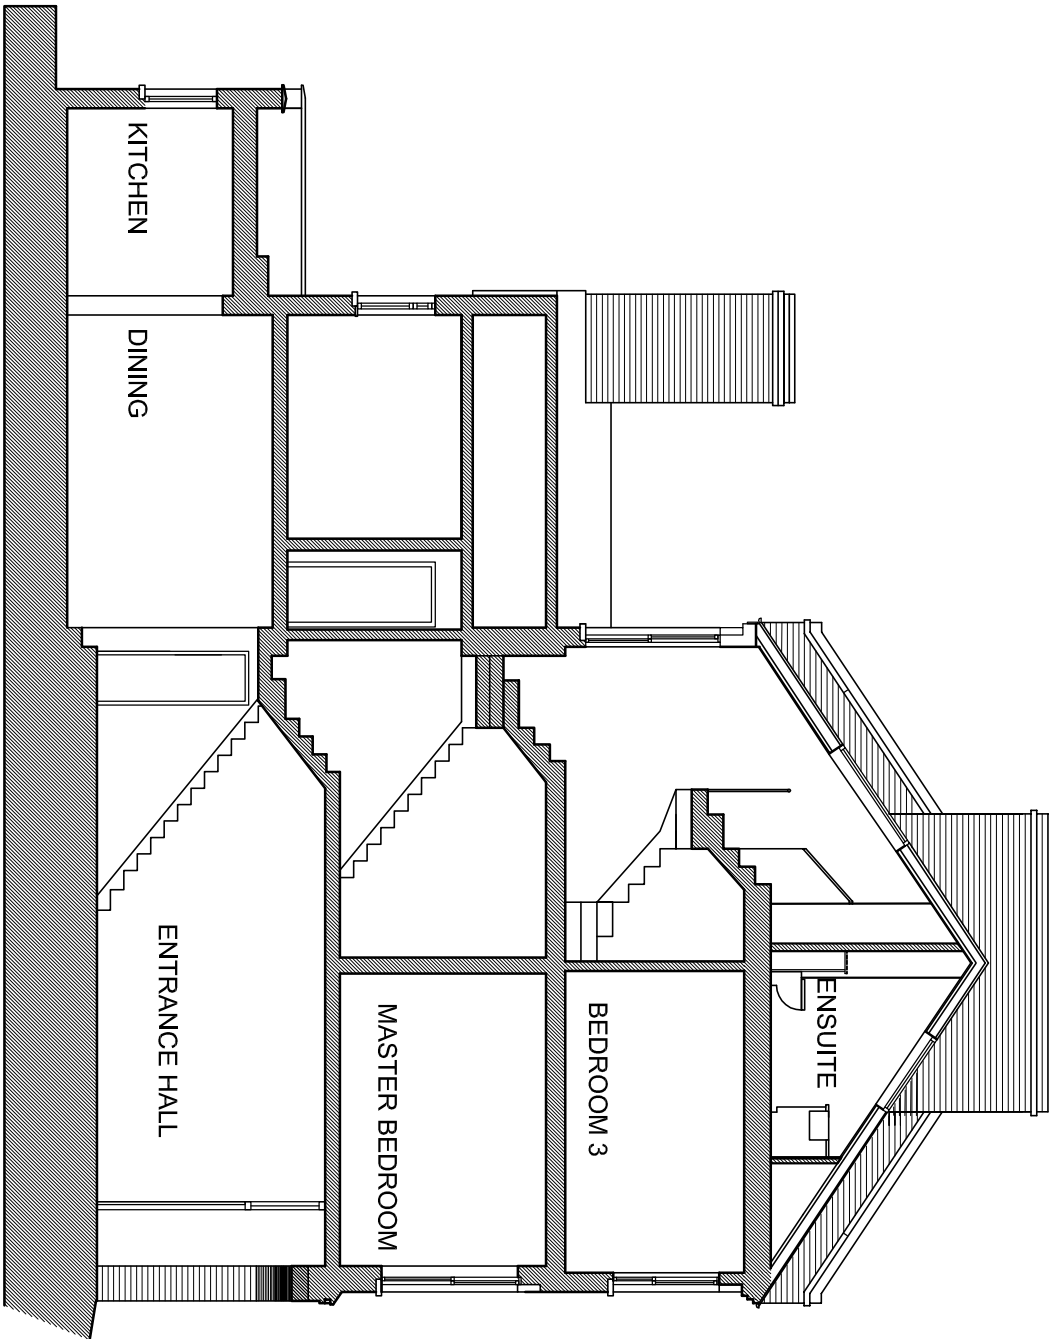 KITCHEN
DINING
ENTRANCE HALL
MASTER BEDROOM
BEDROOM 3
ENSUITE